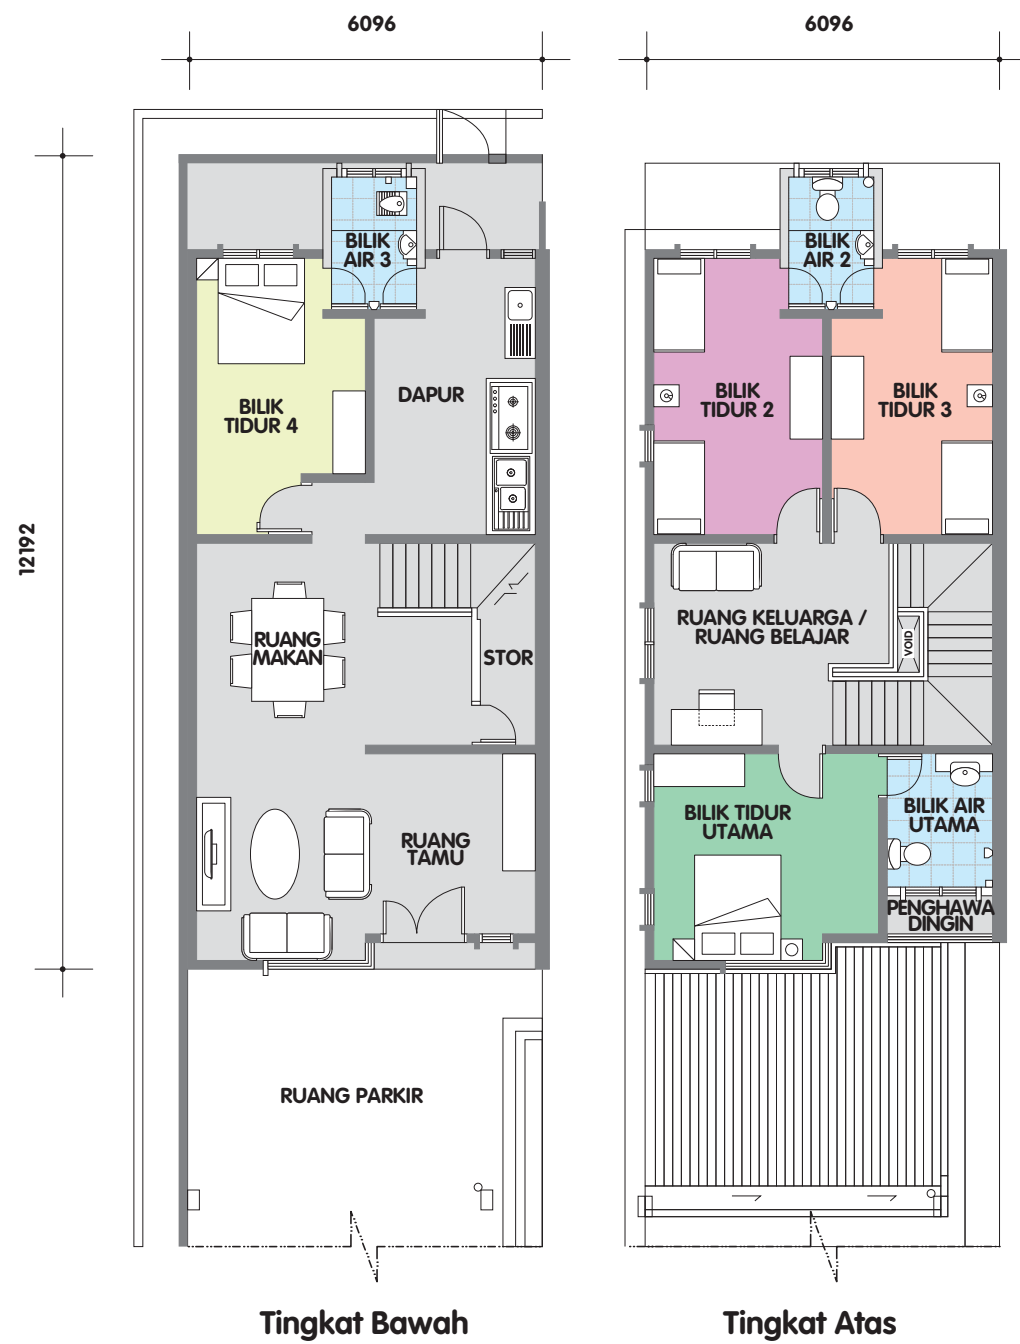 6096
6096
12192
BILIK
AIR 3
BILIK
TIDUR 4
DAPUR
RUANG
MAKAN
STOR
RUANG
TAMU
RUANG PARKIR
Tingkat Bawah
BILIK
AIR 2
BILIK
TIDUR 2
BILIK
TIDUR 3
RUANG KELUARGA /
RUANG BELAJAR
VOID
BILIK TIDUR
UTAMA
BILIK AIR
UTAMA
PENGHAWA
DINGIN
Tingkat Atas